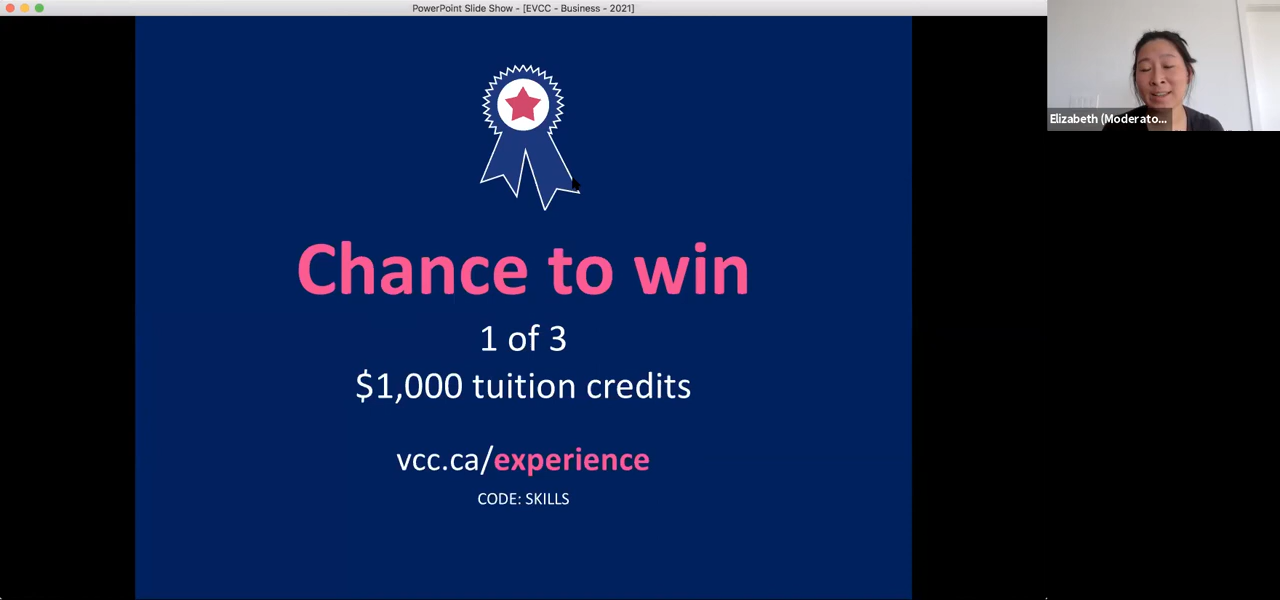 PowerPoint Slide Show - [EVCC - Business - 2021]
Elizabeth (Moderato...
Chance to win
1 of 3
$1,000 tuition credits
vcc.ca/experience
CODE: SKILLS